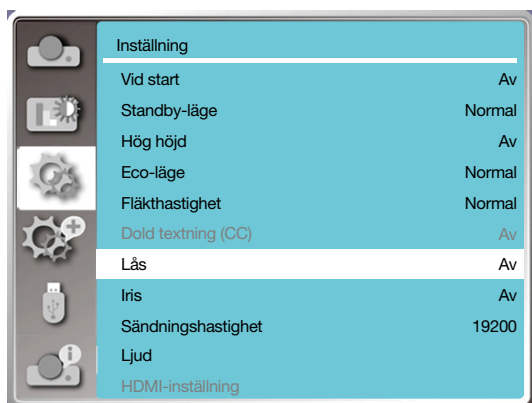 Inställning
Vid start Av
Standby-läge Normal
Hög höjd Av
Eco-läge Normal
Fläkthastighet Normal
Dold textning (CC) Av
Lås Av
Iris Av
Sändningshastighet 19200
Ljud
HDMI-inställning